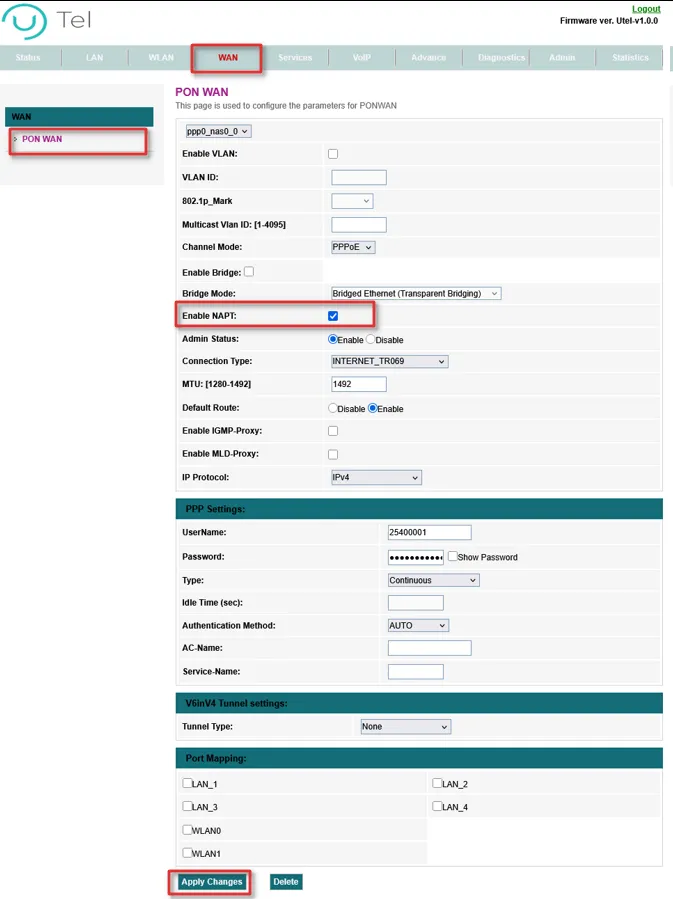 Logout
Tel
Firmware ver. Utel-v1.0.0
Status LAN WLAN WAN Services VoIP Advance Diagnostics Admin Statistics
WAN
PON WAN
PON WAN
This page is used to configure the parameters for PONWAN
ppp0_nas0_0
Enable VLAN:
VLAN ID:
802.1p_Mark
Multicast Vlan ID: [1-4095]
Channel Mode: PPPoE
Enable Bridge:
Bridge Mode: Bridged Ethernet (Transparent Bridging)
Enable NAPT:
Admin Status: Enable Disable
Connection Type: INTERNET_TR069
MTU: [1280-1492] 1492
Default Route: Disable Enable
Enable IGMP-Proxy:
Enable MLD-Proxy:
IP Protocol: IPv4
PPP Settings:
UserName: 25400001
Password: Show Password
Type: Continuous
Idle Time (sec):
Authentication Method: AUTO
AC-Name:
Service-Name:
V6inV4 Tunnel settings:
Tunnel Type: None
Port Mapping:
LAN_1 LAN_2
LAN_3 LAN_4
WLAN0
WLAN1
Apply Changes Delete